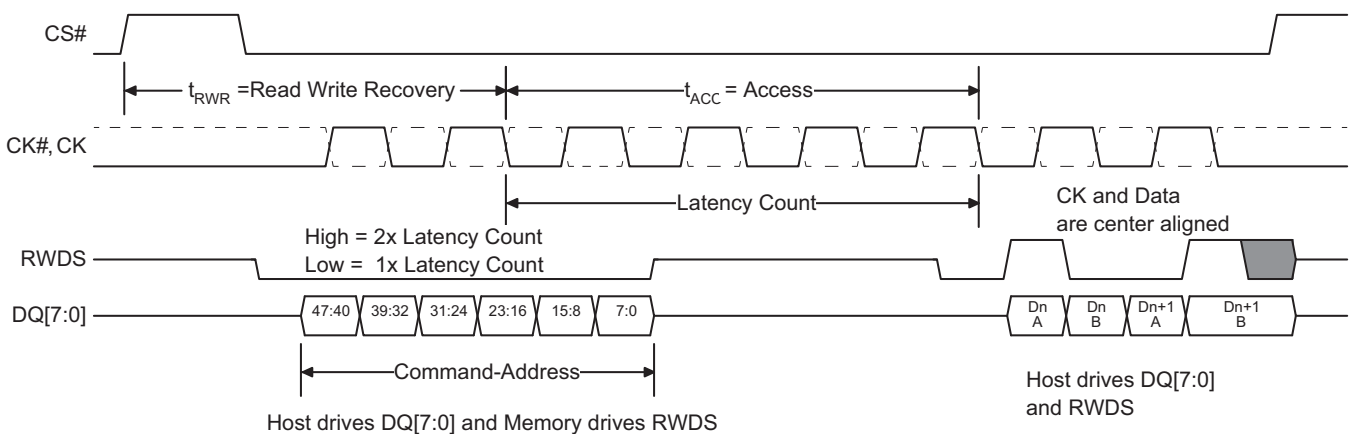 CS#
t_RWR =Read Write Recovery
t_ACC = Access
CK#, CK
Latency Count
CK and Data
are center aligned
High = 2x Latency Count
Low = 1x Latency Count
RWDS
DQ[7:0]
47:40 39:32 31:24 23:16 15:8 7:0
Dn
A
Dn
B
Dn+1
A
Dn+1
B
Command-Address
Host drives DQ[7:0]
and RWDS
Host drives DQ[7:0] and Memory drives RWDS